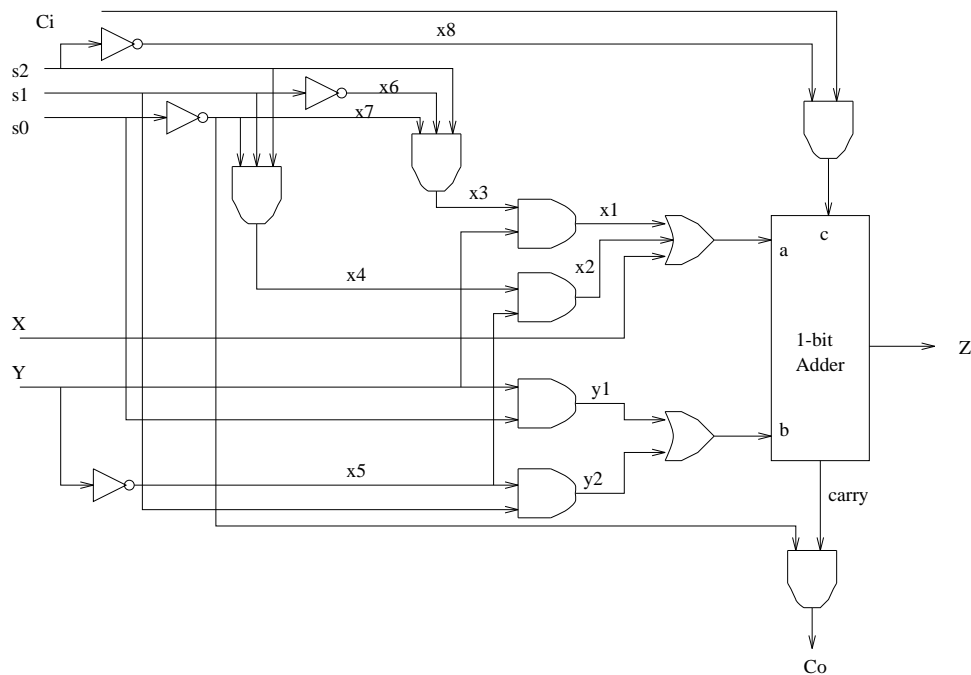 Ci
x8
s2
s1
x6
s0
x7
x3
x1
c
a
x4
x2
X
1-bit
Adder
Z
Y
y1
b
x5
y2
carry
Co